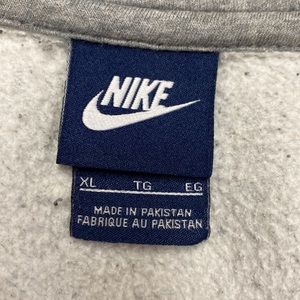 NIKE
XL TG EG
MADE IN PAKISTAN
FABRIQUE AU PAKISTAN